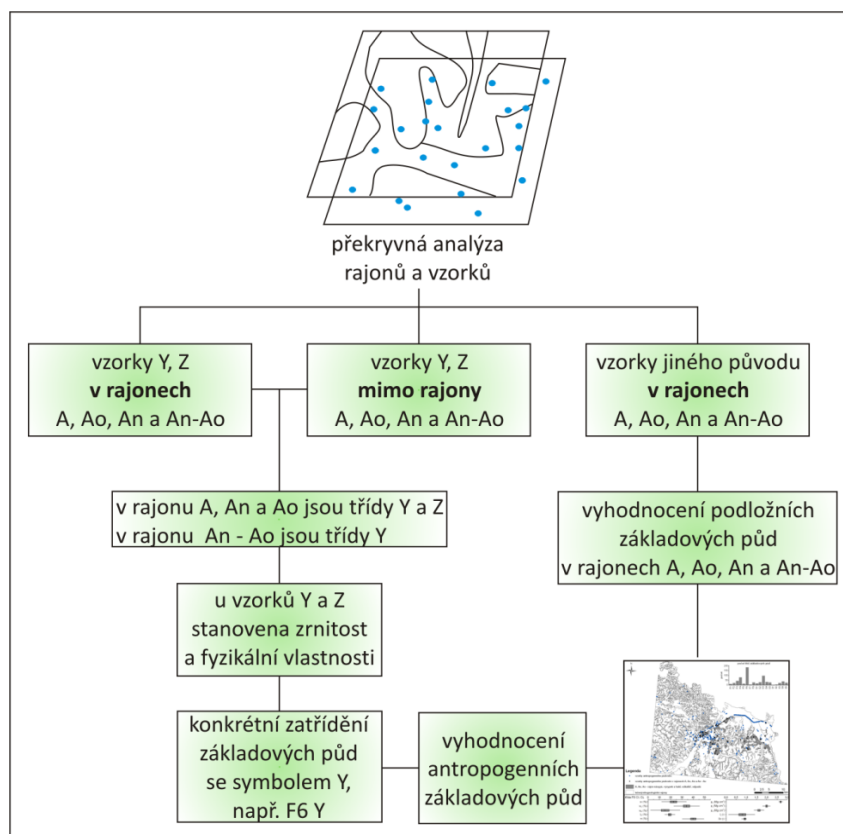 překryvná analýza
rajonů a vzorků
vzorky Y, Z
v rajonech
A, Ao, An a An-Ao
vzorky Y, Z
mimo rajony
A, Ao, An a An-Ao
vzorky jiného původu
v rajonech
A, Ao, An a An-Ao
v rajonu A, An a Ao jsou třídy Y a Z
v rajonu An - Ao jsou třídy Y
vyhodnocení podložních
základových půd
v rajonech A, Ao, An a An-Ao
u vzorků Y a Z
stanovena zrnitost
a fyzikální vlastnosti
konkrétní zatřídění
základových půd
se symbolem Y,
např. F6 Y
vyhodnocení
antropogenních
základových půd
Legenda